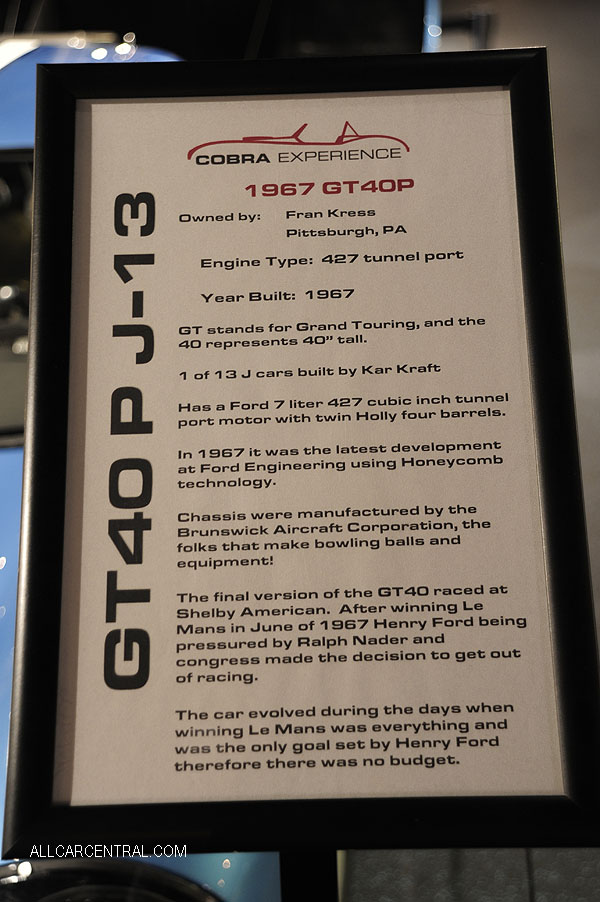 COBRA EXPERIENCE
1967 GT40P
GT40 P J-13
Owned by: Fran Kress
Pittsburgh, PA
Engine Type: 427 tunnel port
Year Built: 1967
GT stands for Grand Touring, and the
40 represents 40" tall.
1 of 13 J cars built by Kar Kraft
Has a Ford 7 liter 427 cubic inch tunnel
port motor with twin Holly four barrels.
In 1967 it was the latest development
at Ford Engineering using Honeycomb
technology.
Chassis were manufactured by the
Brunswick Aircraft Corporation, the
folks that make bowling balls and
equipment!
The final version of the GT40 raced at
Shelby American. After winning Le
Mans in June of 1967 Henry Ford being
pressured by Ralph Nader and
congress made the decision to get out
of racing.
The car evolved during the days when
winning Le Mans was everything and
was the only goal set by Henry Ford
therefore there was no budget.
ALLCARCENTRAL.COM